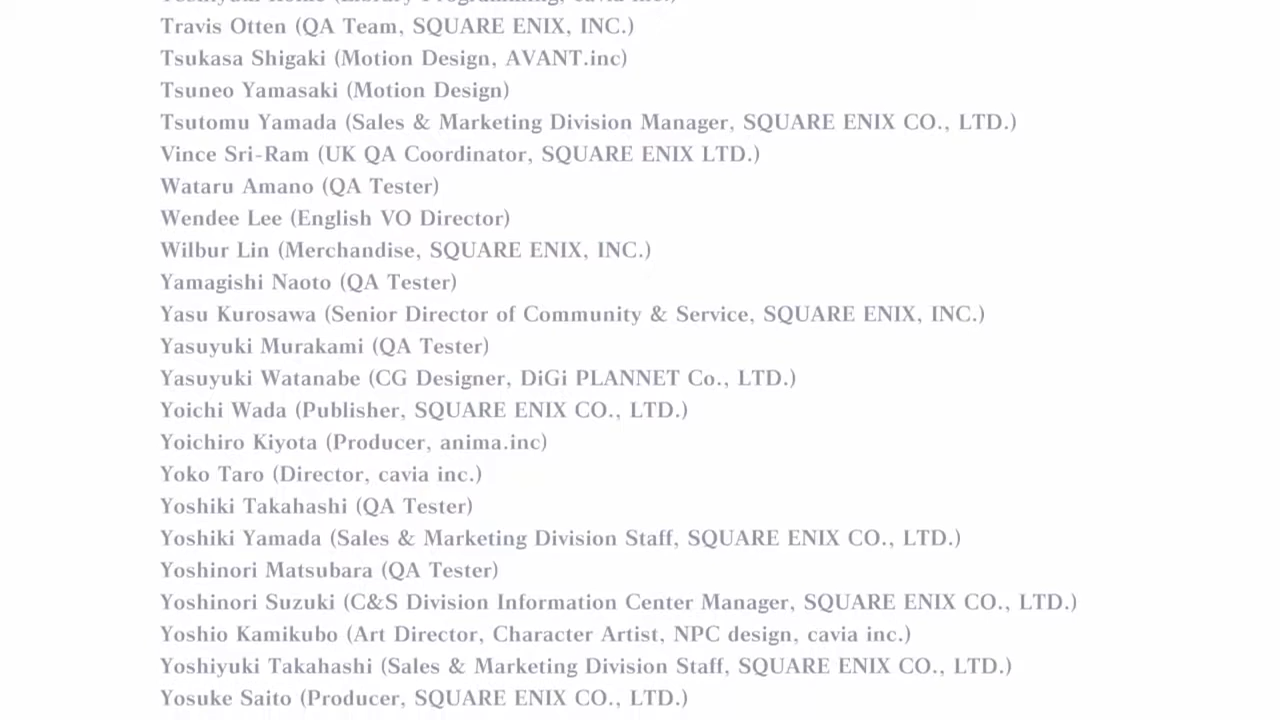 Travis Otten (QA Team, SQUARE ENIX, INC.)
Tsukasa Shigaki (Motion Design, AVANT.inc)
Tsuneo Yamasaki (Motion Design)
Tsutomu Yamada (Sales & Marketing Division Manager, SQUARE ENIX CO., LTD.)
Vince Sri-Ram (UK QA Coordinator, SQUARE ENIX LTD.)
Wataru Amano (QA Tester)
Wendee Lee (English VO Director)
Wilbur Lin (Merchandise, SQUARE ENIX, INC.)
Yamagishi Naoto (QA Tester)
Yasu Kurosawa (Senior Director of Community & Service, SQUARE ENIX, INC.)
Yasuyuki Murakami (QA Tester)
Yasuyuki Watanabe (CG Designer, DiGi PLANNET Co., LTD.)
Yoichi Wada (Publisher, SQUARE ENIX CO., LTD.)
Yoichiro Kiyota (Producer, anima.inc)
Yoko Taro (Director, cavia inc.)
Yoshiki Takahashi (QA Tester)
Yoshiki Yamada (Sales & Marketing Division Staff, SQUARE ENIX CO., LTD.)
Yoshinori Matsubara (QA Tester)
Yoshinori Suzuki (C&S Division Information Center Manager, SQUARE ENIX CO., LTD.)
Yoshio Kamikubo (Art Director, Character Artist, NPC design, cavia inc.)
Yoshiyuki Takahashi (Sales & Marketing Division Staff, SQUARE ENIX CO., LTD.)
Yosuke Saito (Producer, SQUARE ENIX CO., LTD.)